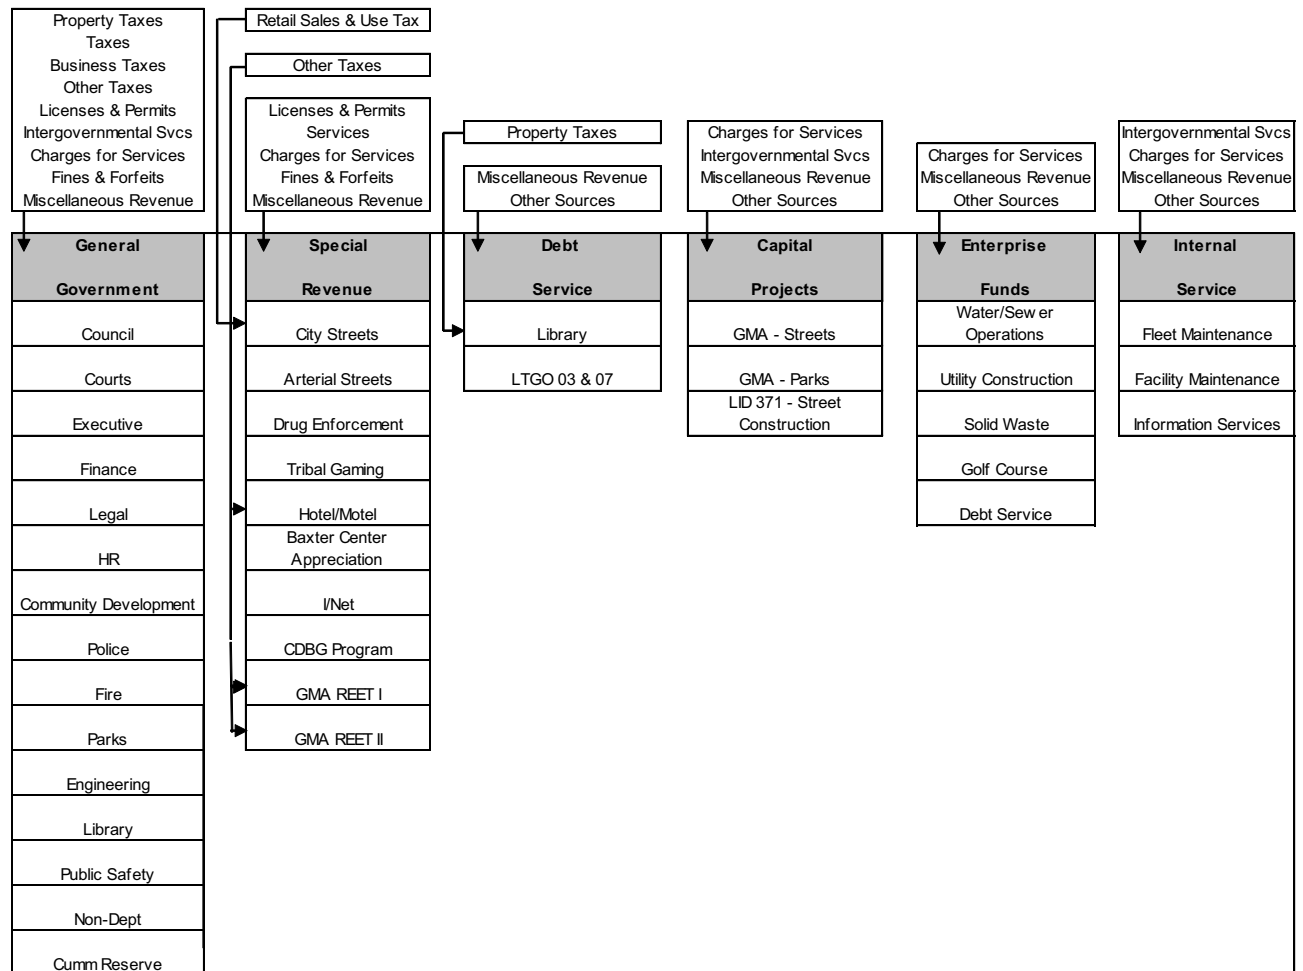 Property Taxes
Taxes
Business Taxes
Other Taxes
Licenses & Permits
Intergovernmental Svcs
Charges for Services
Fines & Forfeits
Miscellaneous Revenue
Retail Sales & Use Tax
Other Taxes
Licenses & Permits
Services
Charges for Services
Fines & Forfeits
Miscellaneous Revenue
Property Taxes
Miscellaneous Revenue
Other Sources
Charges for Services
Intergovernmental Svcs
Miscellaneous Revenue
Other Sources
Charges for Services
Miscellaneous Revenue
Other Sources
Intergovernmental Svcs
Charges for Services
Miscellaneous Revenue
Other Sources
General
Government
Council
Courts
Executive
Finance
Legal
HR
Community Development
Police
Fire
Parks
Engineering
Library
Public Safety
Non-Dept
Cumm Reserve
Special
Revenue
City Streets
Arterial Streets
Drug Enforcement
Tribal Gaming
Hotel/Motel
Baxter Center
Appreciation
I/Net
CDBG Program
GMA REET I
GMA REET II
Debt
Service
Library
LTGO 03 & 07
Capital
Projects
GMA - Streets
GMA - Parks
LID 371 - Street
Construction
Enterprise
Funds
Water/Sewer
Operations
Utility Construction
Solid Waste
Golf Course
Debt Service
Internal
Service
Fleet Maintenance
Facility Maintenance
Information Services